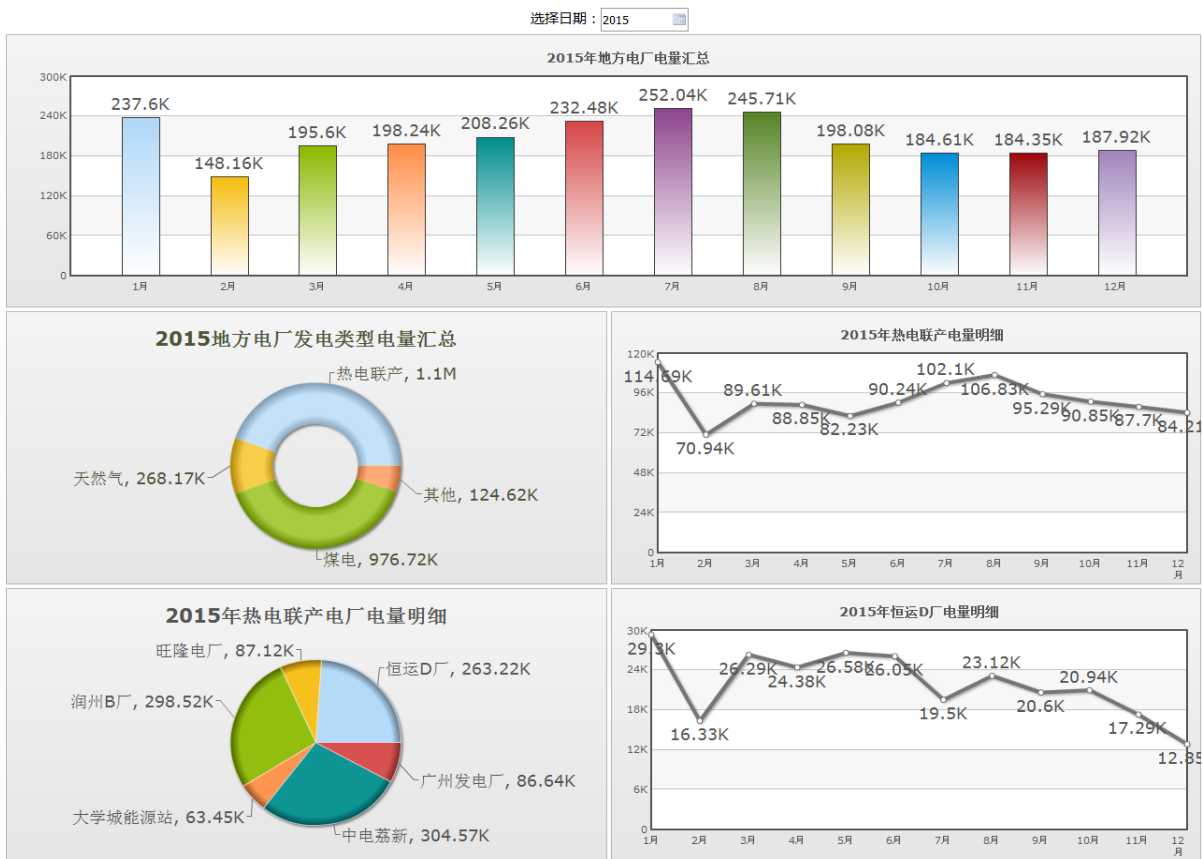 选择日期：2015
2015年地方电厂电量汇总
300K
240K
180K
120K
60K
0
237.6K
148.16K
195.6K
198.24K
208.26K
232.48K
252.04K
245.71K
198.08K
184.61K
184.35K
187.92K
1月 2月 3月 4月 5月 6月 7月 8月 9月 10月 11月 12月
2015地方电厂发电类型电量汇总
热电联产, 1.1M
天然气, 268.17K
其他, 124.62K
煤电, 976.72K
2015年热电联产电量明细
120K
96K
72K
48K
24K
0
114.69K
70.94K
89.61K
88.85K
82.23K
90.24K
102.1K
106.83K
95.29K
90.85K
87.7K
84.21
1月 2月 3月 4月 5月 6月 7月 8月 9月 10月 11月 12月
2015年热电联产电厂电量明细
旺隆电厂, 87.12K
恒运D厂, 263.22K
润州B厂, 298.52K
广州发电厂, 86.64K
大学城能源站, 63.45K
中电荔新, 304.57K
2015年恒运D厂电量明细
30K
24K
18K
12K
6K
0
29.3K
16.33K
26.29K
24.38K
26.58K
26.05K
19.5K
23.12K
20.6K
20.94K
17.29K
12.85
1月 2月 3月 4月 5月 6月 7月 8月 9月 10月 11月 12月